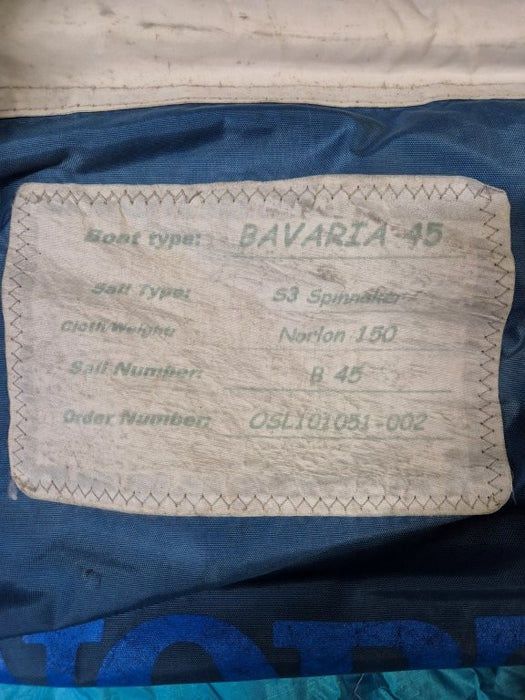 Boat type: BAVARIA 45
Sail Type: S3 Spinnaker
Cloth/Weight: Norlon 150
Sail Number: B 45
Order Number: OSL101051-002